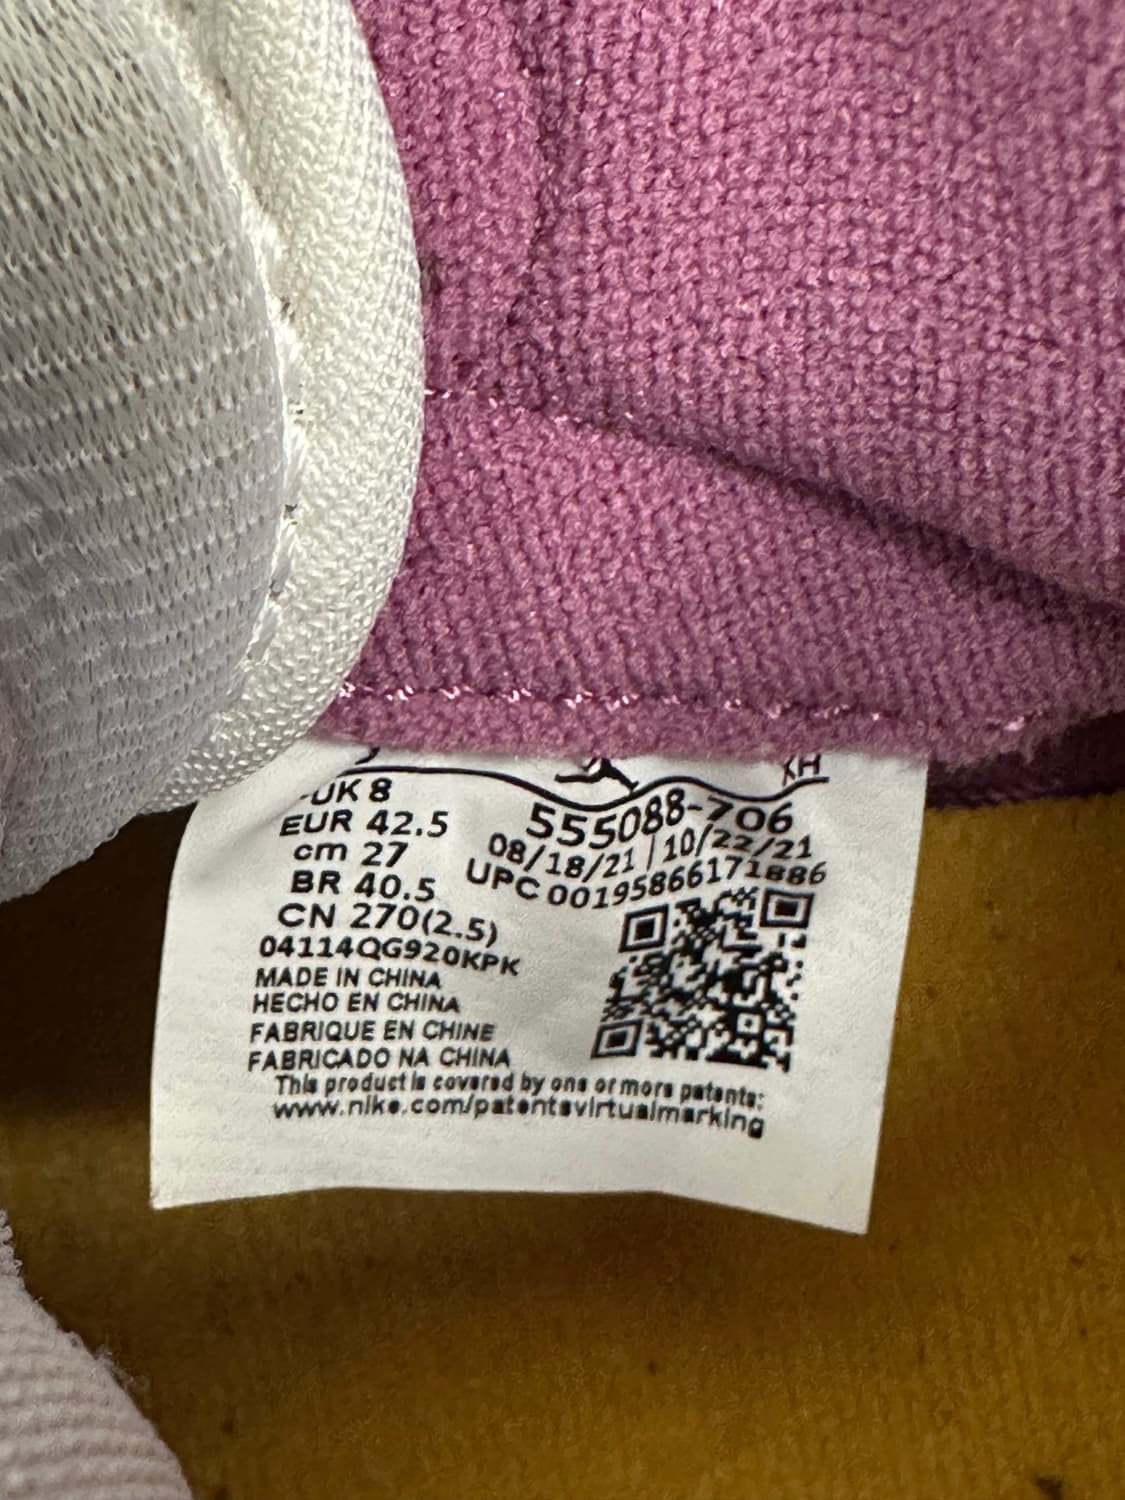 UK 8
EUR 42.5
cm 27
BR 40.5
CN 270(2.5)
04114QG920KPK
MADE IN CHINA
HECHO EN CHINA
FABRIQUE EN CHINE
FABRICADO NA CHINA
XH
555088-706
08/18/21 | 10/22/21
UPC 00195866171886
This product is covered by one or more patents:
www.nike.com/patentsvirtualmarking